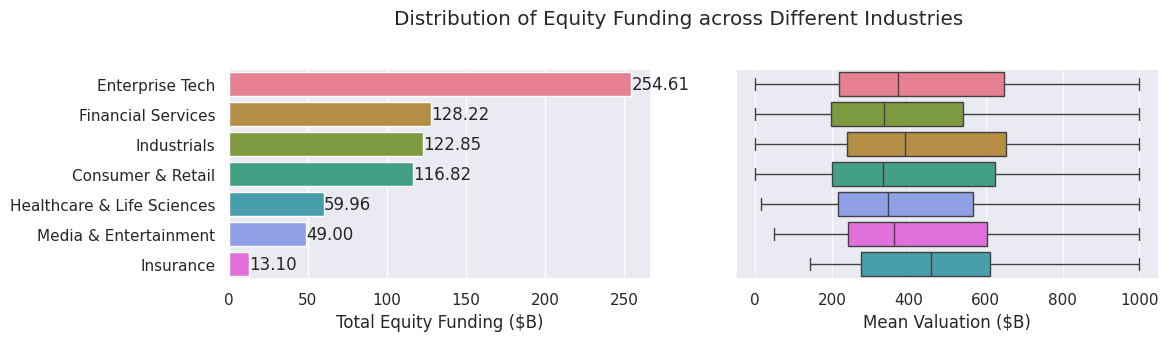 Distribution of Equity Funding across Different Industries
Enterprise Tech
254.61
Financial Services
128.22
Industrials
122.85
Consumer & Retail
116.82
Healthcare & Life Sciences
59.96
Media & Entertainment
49.00
Insurance
13.10
0 50 100 150 200 250
Total Equity Funding ($B)
0 200 400 600 800 1000
Mean Valuation ($B)